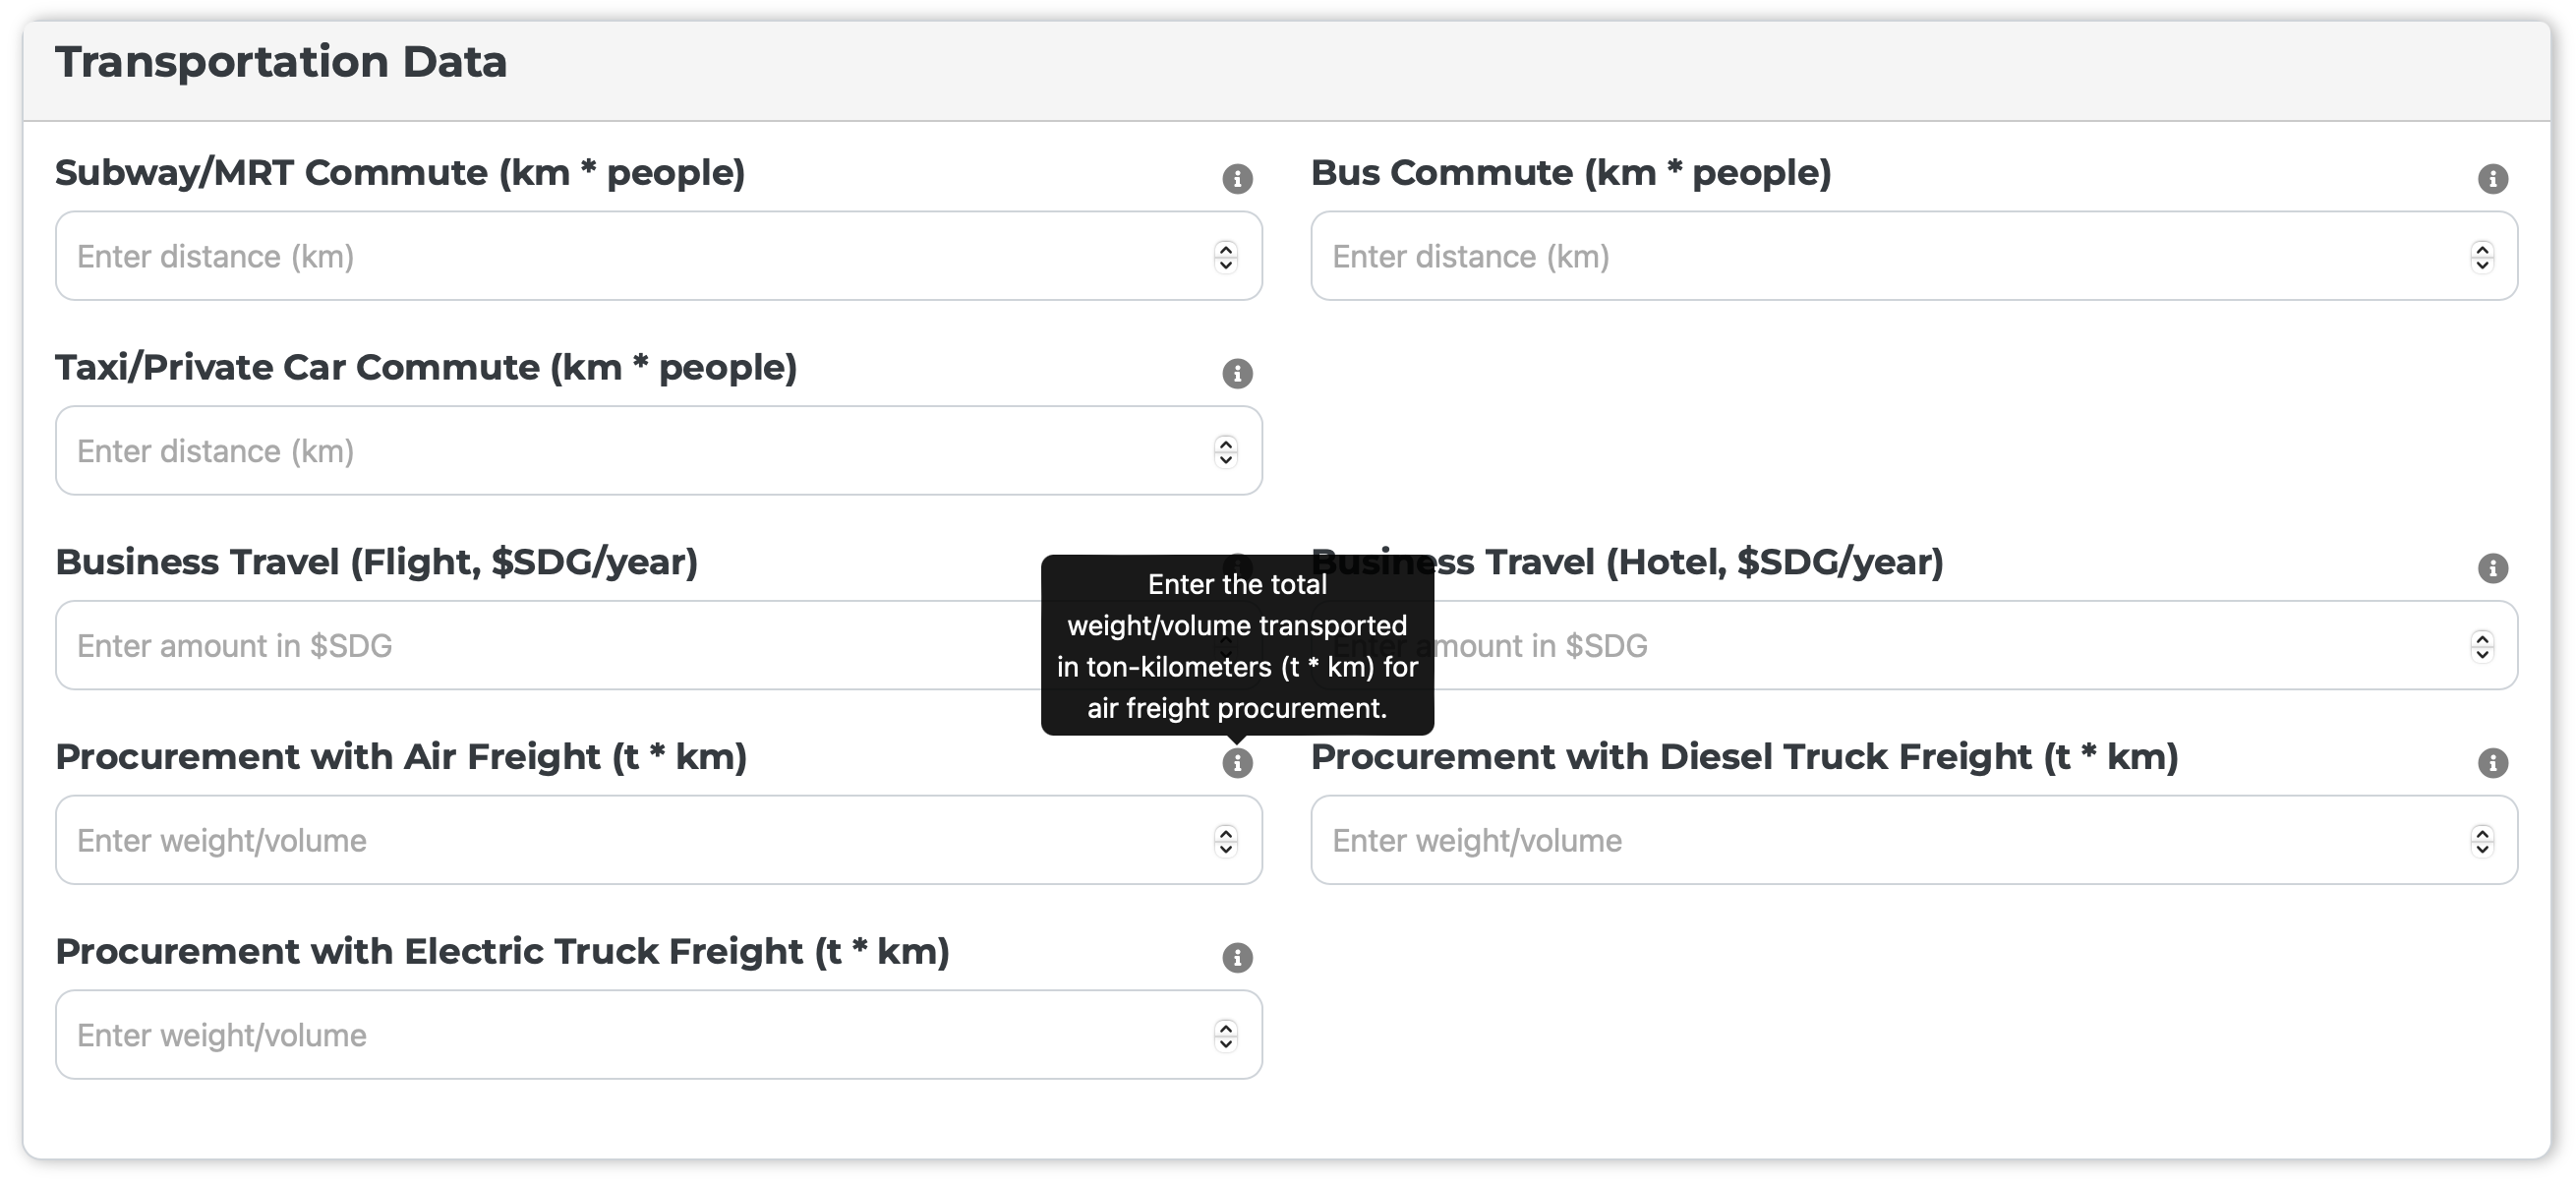 Transportation Data
Subway/MRT Commute (km * people)
Bus Commute (km * people)
Enter distance (km)
Enter distance (km)
Taxi/Private Car Commute (km * people)
Enter distance (km)
Business Travel (Flight, $SDG/year)
Business Travel (Hotel, $SDG/year)
Enter amount in $SDG
Enter amount in $SDG
Enter the total
weight/volume transported
in ton-kilometers (t * km) for
air freight procurement.
Procurement with Air Freight (t * km)
Procurement with Diesel Truck Freight (t * km)
Enter weight/volume
Enter weight/volume
Procurement with Electric Truck Freight (t * km)
Enter weight/volume